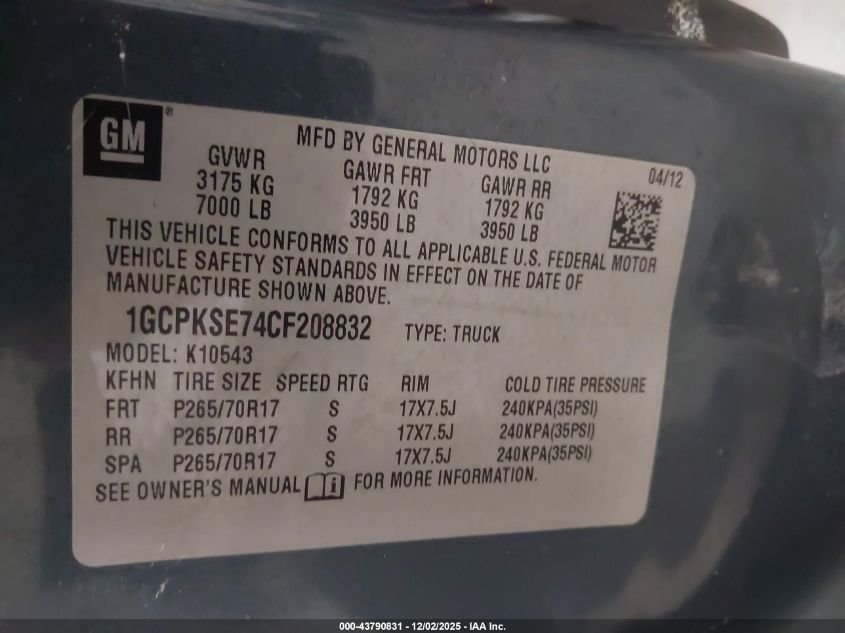 GM ®
MFD BY GENERAL MOTORS LLC
04/12
GVWR GAWR FRT GAWR RR
3175 KG 1792 KG 1792 KG
7000 LB 3950 LB 3950 LB
THIS VEHICLE CONFORMS TO ALL APPLICABLE U.S. FEDERAL MOTOR
VEHICLE SAFETY STANDARDS IN EFFECT ON THE DATE OF
MANUFACTURE SHOWN ABOVE.
1GCPKSE74CF208832 TYPE: TRUCK
MODEL: K10543
KFHN TIRE SIZE SPEED RTG RIM COLD TIRE PRESSURE
FRT P265/70R17 S 17X7.5J 240KPA(35PSI)
RR P265/70R17 S 17X7.5J 240KPA(35PSI)
SPA P265/70R17 S 17X7.5J 240KPA(35PSI)
SEE OWNER'S MANUAL i FOR MORE INFORMATION.
000-43790831 - 12/02/2025 - IAA Inc.